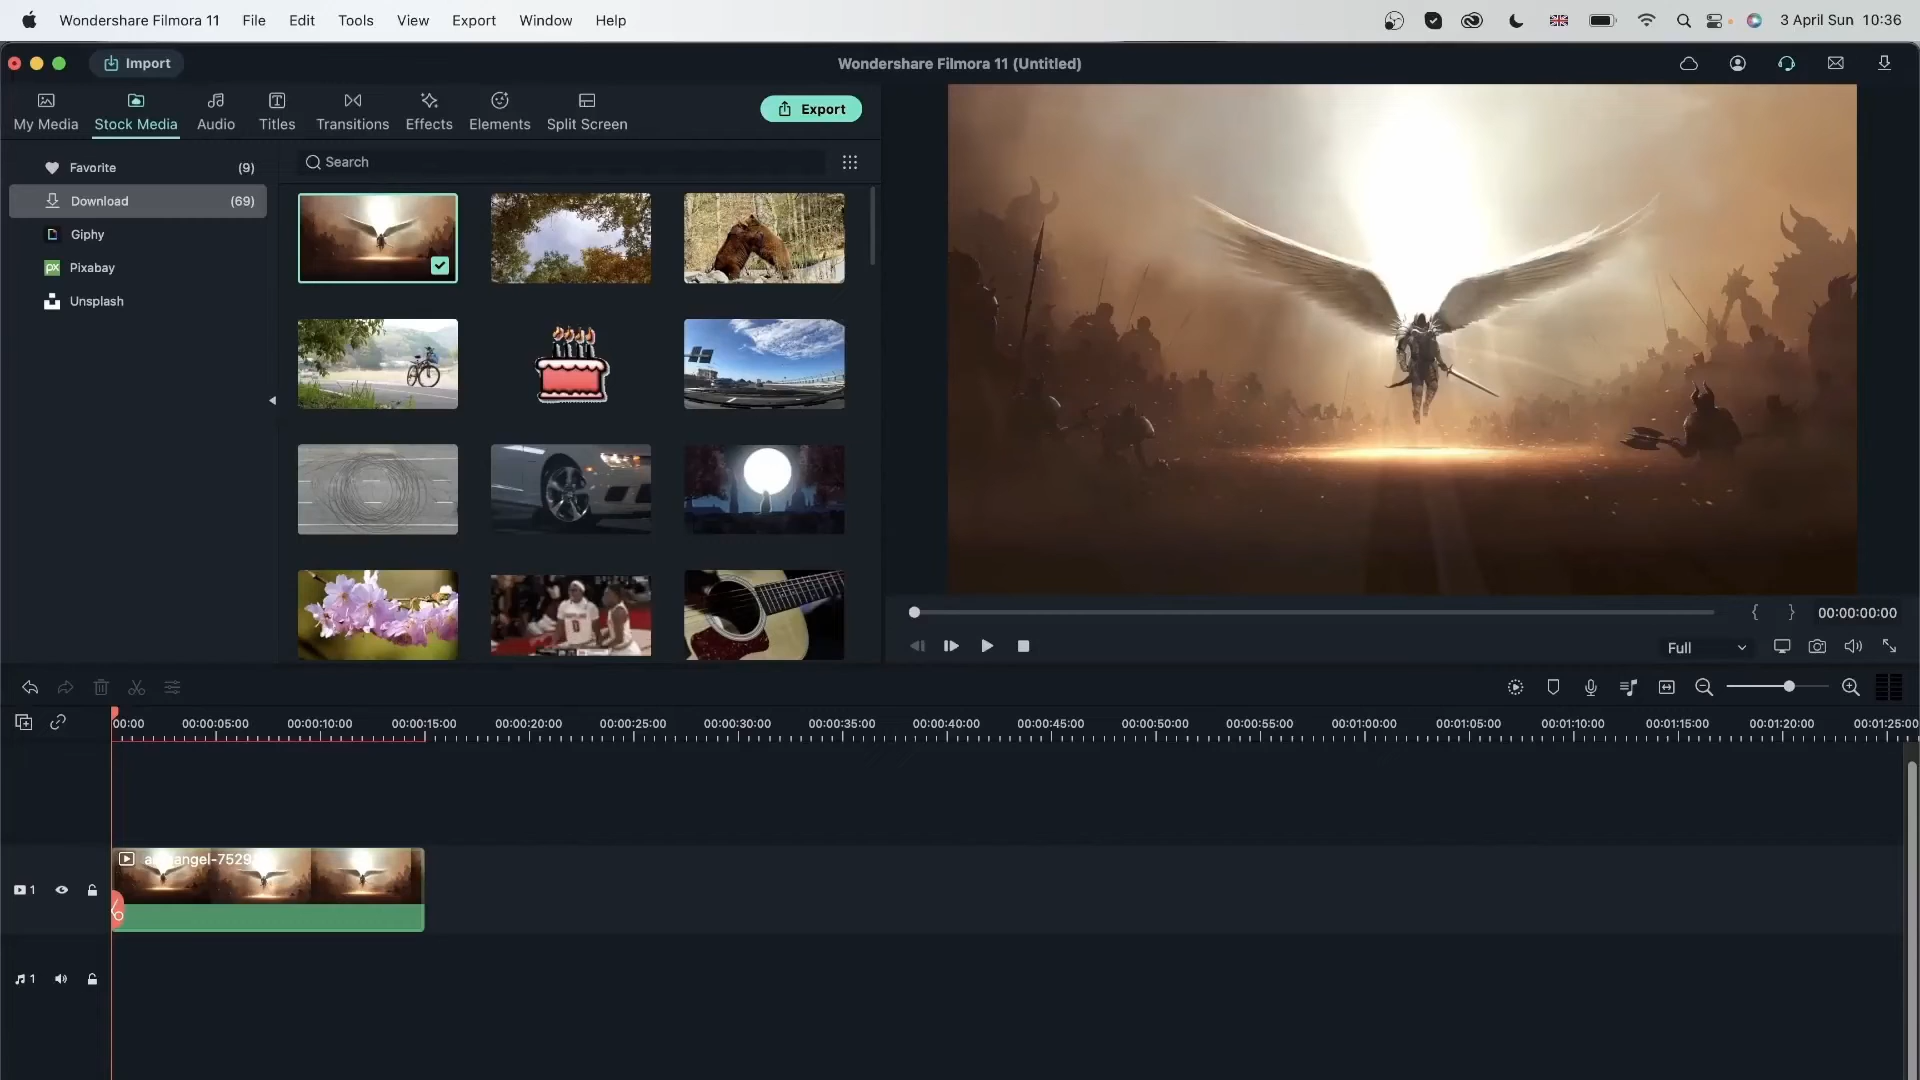 Wondershare Filmora 11 File Edit Tools View Export Window Help 3 April Sun 10:36
Import Wondershare Filmora 11 (Untitled)
My Media Stock Media Audio Titles Transitions Effects Elements Split Screen Export
Favorite (9)
Search
Download (69)
Giphy
Pixabay
Unsplash
{ } 00:00:00:00
Full
00:00 00:00:05:00 00:00:10:00 00:00:15:00 00:00:20:00 00:00:25:00 00:00:30:00 00:00:35:00 00:00:40:00 00:00:45:00 00:00:50:00 00:00:55:00 00:01:00:00 00:01:05:00 00:01:10:00 00:01:15:00 00:01:20:00 00:01:25:00
1
1